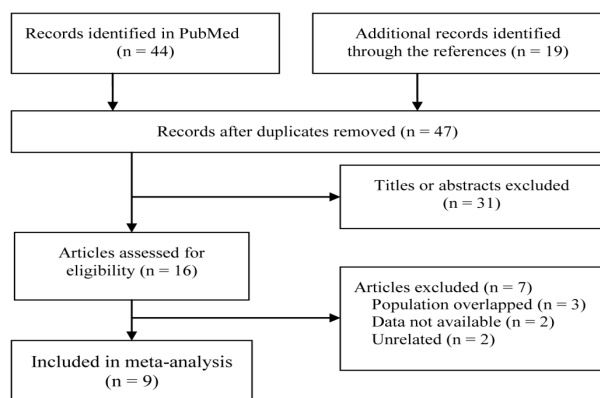 Records identified in PubMed
(n = 44)
Additional records identified
through the references (n = 19)
Records after duplicates removed (n = 47)
Titles or abstracts excluded
(n = 31)
Articles assessed for
eligibility (n = 16)
Articles excluded (n = 7)
Population overlapped (n = 3)
Data not available (n = 2)
Unrelated (n = 2)
Included in meta-analysis
(n = 9)